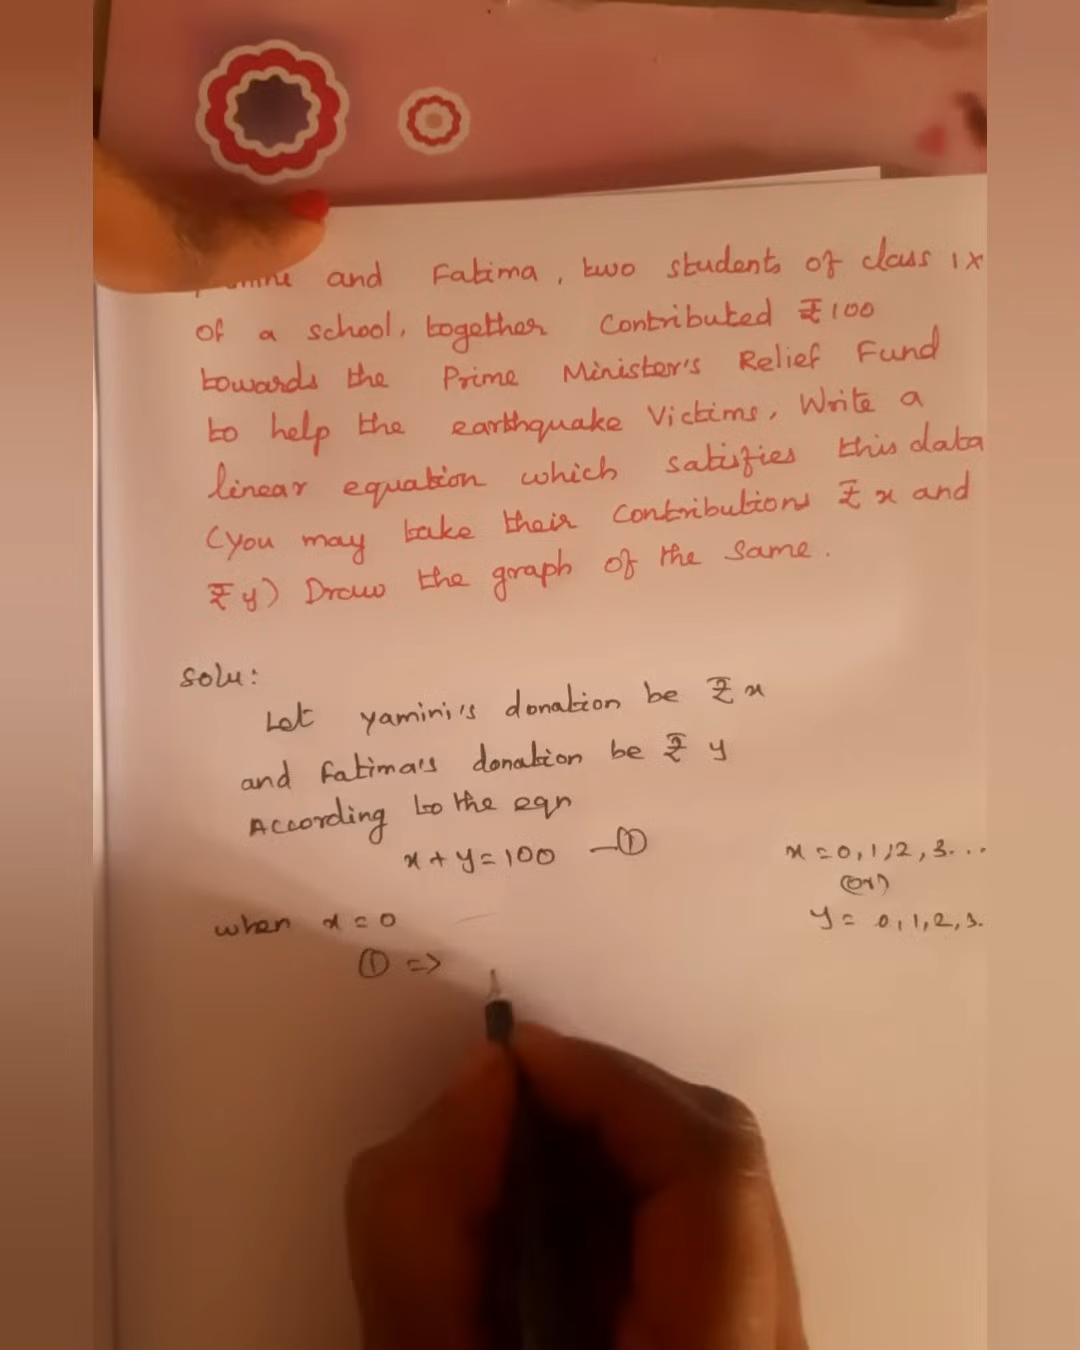 and Fatima, two students of class IX
of a school, together contributed ₹100
towards the Prime Minister's Relief Fund
to help the earthquake Victims. Write a
linear equation which satisfies this data
(you may take their contributions ₹ x and
₹ y) Draw the graph of the same.
Solu:
Let yamini's donation be ₹ x
and Fatima's donation be ₹ y
According to the eqn
x + y = 100 —①
x = 0, 1, 2, 3...
(or)
y = 0, 1, 2, 3.
when x = 0
① =>